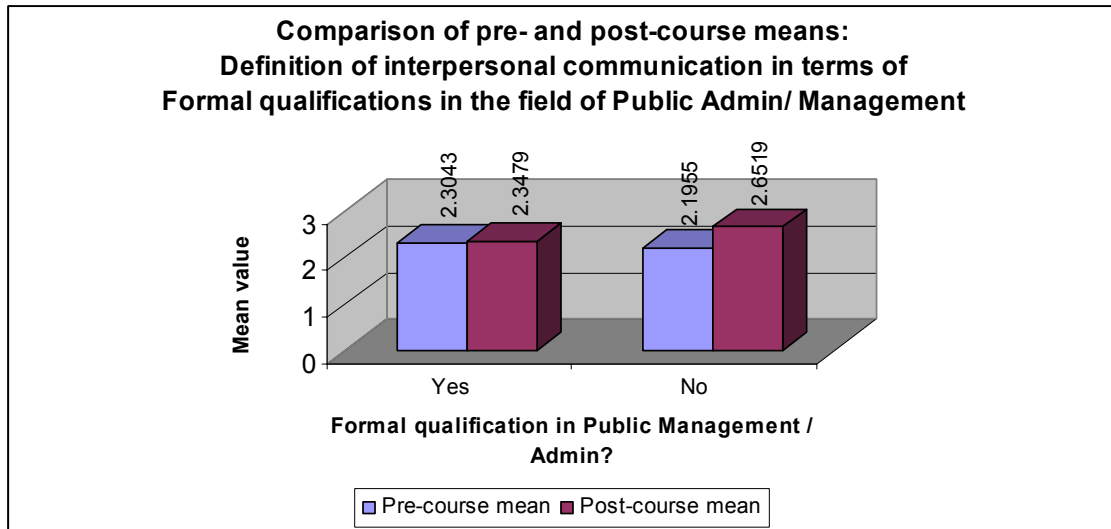 Comparison of pre- and post-course means:
Definition of interpersonal communication in terms of
Formal qualifications in the field of Public Admin/ Management
2.3043
2.3479
2.1955
2.6519
3
2
1
0
Mean value
Yes
No
Formal qualification in Public Management /
Admin?
Pre-course mean
Post-course mean